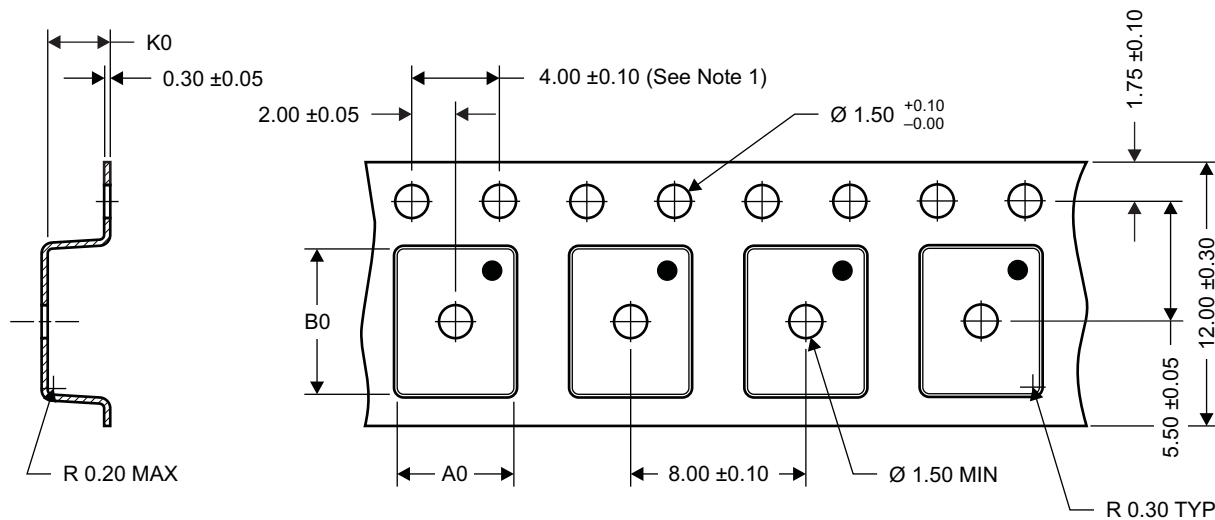 K0
0.30 ±0.05
4.00 ±0.10 (See Note 1)
2.00 ±0.05
Ø 1.50 +0.10 –0.00
1.75 ±0.10
B0
12.00 ±0.30
5.50 ±0.05
R 0.20 MAX
A0
8.00 ±0.10
Ø 1.50 MIN
R 0.30 TYP